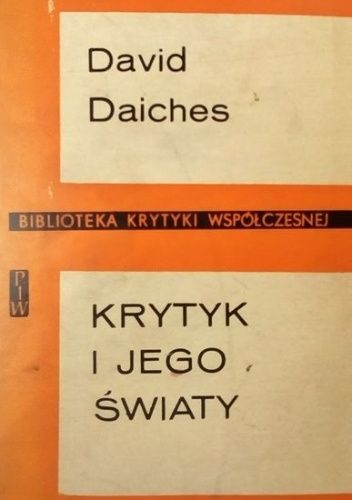 David
Daiches
BIBLIOTEKA KRYTYKI WSPÓŁCZESNEJ
PIW
KRYTYK
I JEGO
ŚWIATY